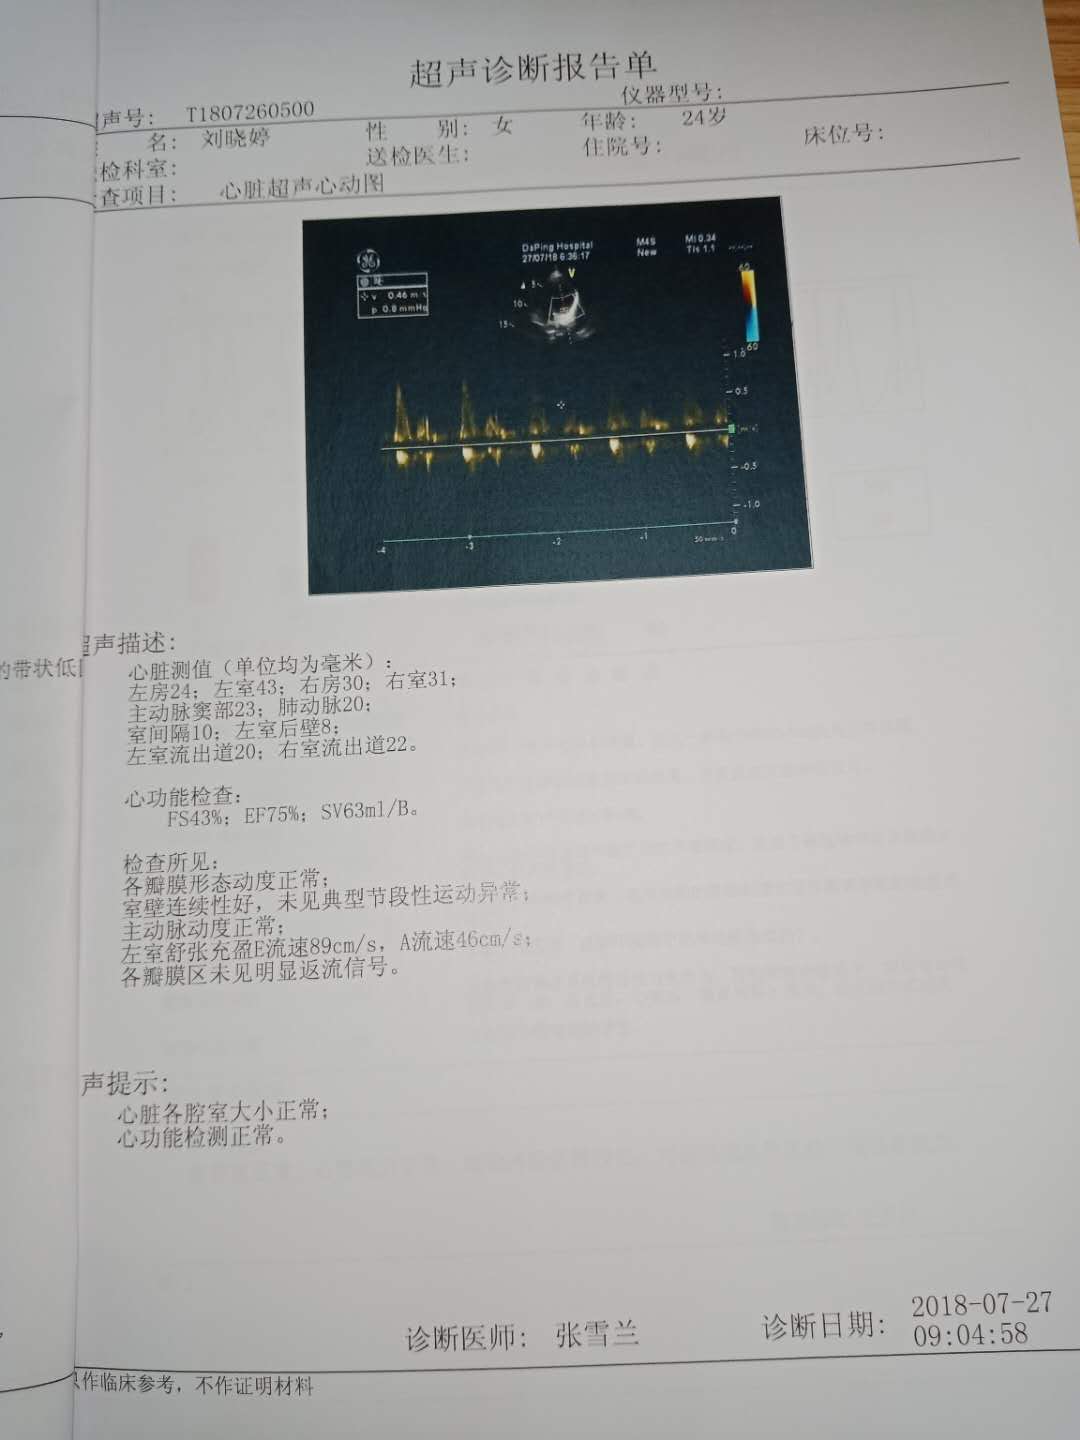 超声诊断报告单
声号: T1807260500
仪器型号:
名: 刘晓婷 性 别: 女 年龄: 24岁
检科室: 送检医生: 住院号: 床位号:
查项目: 心脏超声心动图
DaPing Hospital
27/07/18 6:36:17
M4S
New
MI 0.34
TIs 1.1
V
v 0.46 m/s
p 0.8 mmHg
5
10
15
60
60
1.0
0.5
-0.5
-1.0
-4
-3
-2
-1
0
声描述:
的带状低
心脏测值（单位均为毫米）:
左房24; 左室43; 右房30; 右室31;
主动脉窦部23; 肺动脉20;
室间隔10; 左室后壁8;
左室流出道20; 右室流出道22。
心功能检查:
FS43%; EF75%; SV63ml/B。
检查所见:
各瓣膜形态动度正常;
室壁连续性好, 未见典型节段性运动异常;
主动脉动度正常;
左室舒张充盈E流速89cm/s, A流速46cm/s;
各瓣膜区未见明显返流信号。
声提示:
心脏各腔室大小正常;
心功能检测正常。
诊断医师: 张雪兰
诊断日期: 2018-07-27
09:04:58
作临床参考, 不作证明材料